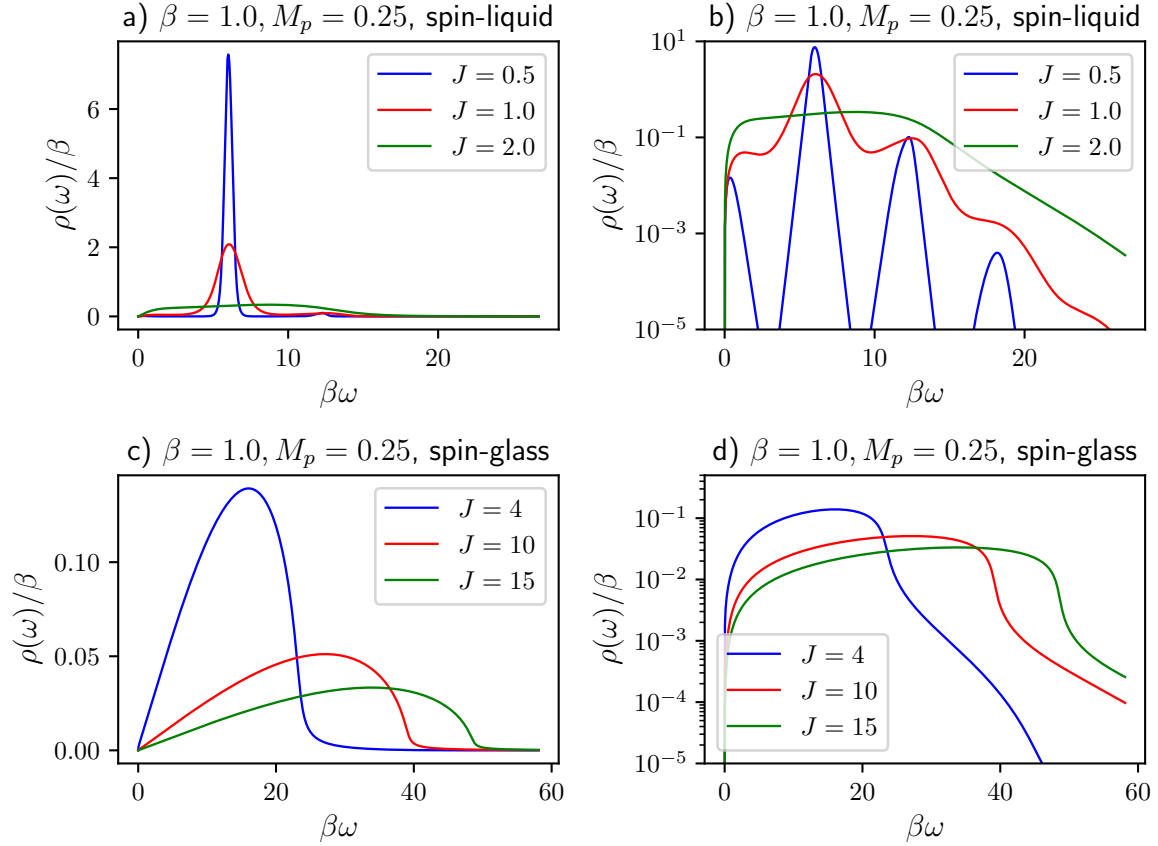 a) β = 1.0, M_p = 0.25, spin-liquid
ρ(ω)/β
6
4
2
0
J = 0.5
J = 1.0
J = 2.0
0 10 20
βω
b) β = 1.0, M_p = 0.25, spin-liquid
ρ(ω)/β
10^1
10^{-1}
10^{-3}
10^{-5}
J = 0.5
J = 1.0
J = 2.0
0 10 20
βω
c) β = 1.0, M_p = 0.25, spin-glass
ρ(ω)/β
0.10
0.05
0.00
J = 4
J = 10
J = 15
0 20 40 60
βω
d) β = 1.0, M_p = 0.25, spin-glass
ρ(ω)/β
10^{-1}
10^{-2}
10^{-3}
10^{-4}
10^{-5}
J = 4
J = 10
J = 15
0 20 40 60
βω